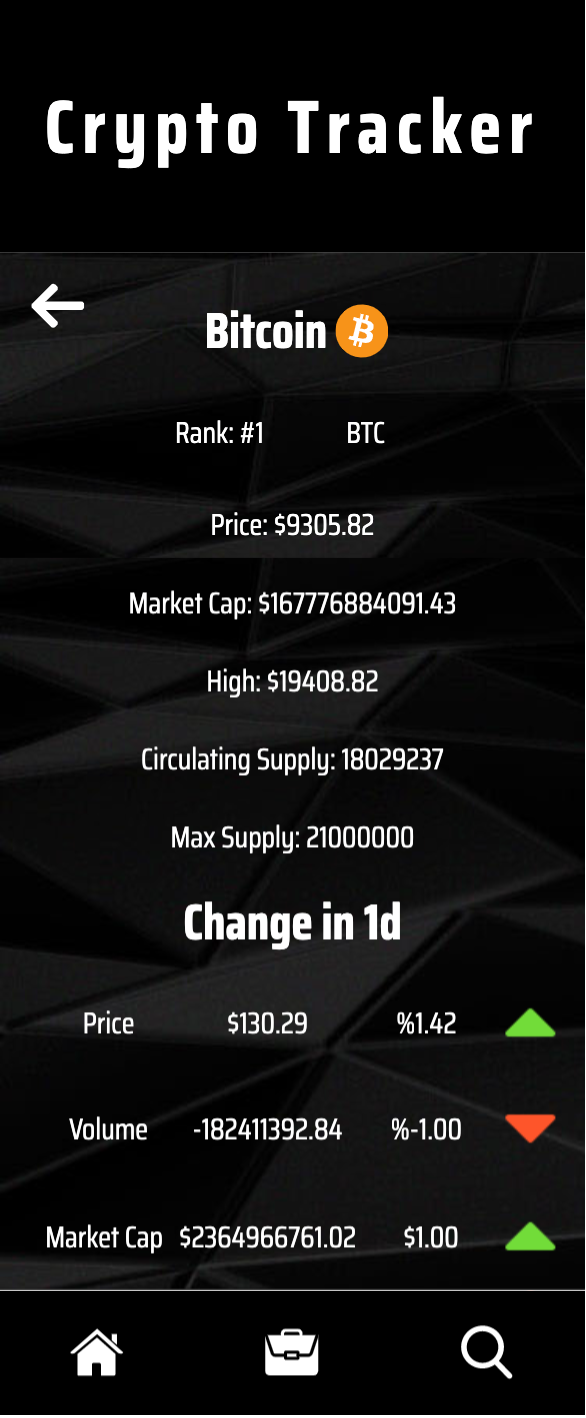 Crypto Tracker
Bitcoin
Rank: #1 BTC
Price: $9305.82
Market Cap: $167776884091.43
High: $19408.82
Circulating Supply: 18029237
Max Supply: 21000000
Change in 1d
Price $130.29 %1.42
Volume -182411392.84 %-1.00
Market Cap $2364966761.02 $1.00